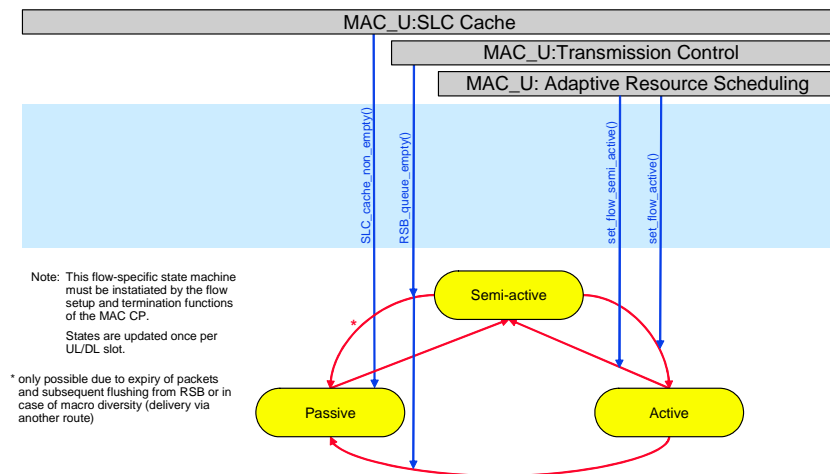 MAC_U:SLC Cache
MAC_U:Transmission Control
MAC_U: Adaptive Resource Scheduling
SLC_cache_non_empty()
RSB_queue_empty()
set_flow_semi_active()
set_flow_active()
Note: This flow-specific state machine
must be instatiated by the flow
setup and termination functions
of the MAC CP.
States are updated once per
UL/DL slot.
* only possible due to expiry of packets
and subsequent flushing from RSB or in
case of macro diversity (delivery via
another route)
Semi-active
*
Passive
Active